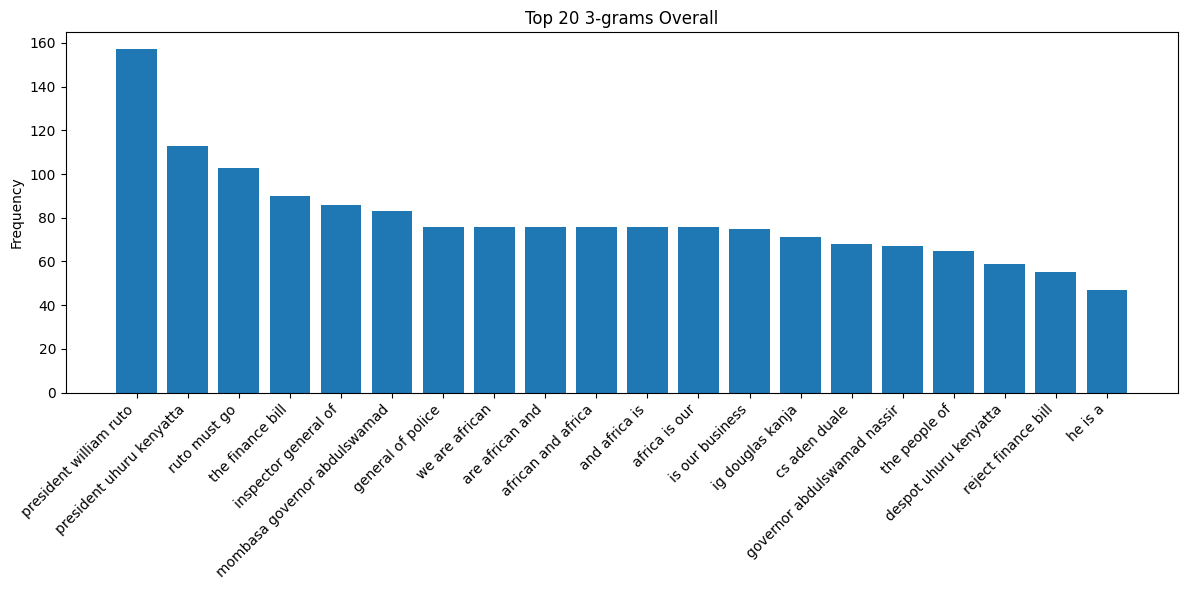 Top 20 3-grams Overall
Frequency
160
140
120
100
80
60
40
20
0
president william ruto
president uhuru kenyatta
ruto must go
the finance bill
inspector general of
mombasa governor abdulswamad
general of police
we are african
are african and
african and africa
and africa is
africa is our
is our business
ig douglas kanja
cs aden duale
governor abdulswamad nassir
the people of
despot uhuru kenyatta
reject finance bill
he is a